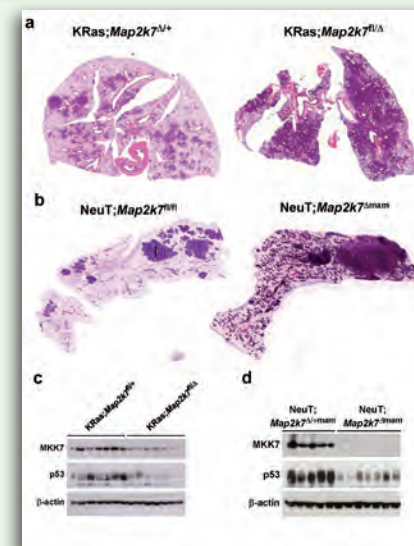 a
KRas;Map2k7Δ/+ KRas;Map2k7fl/Δ
b
NeuT;Map2k7fl/fl NeuT;Map2k7Δmam
c
KRas;Map2k7fl/+ KRas;Map2k7fl/Δ
MKK7
p53
β-actin
d
NeuT; NeuT;
Map2k7Δ/+mam Map2k7Δmam
MKK7
p53
β-actin